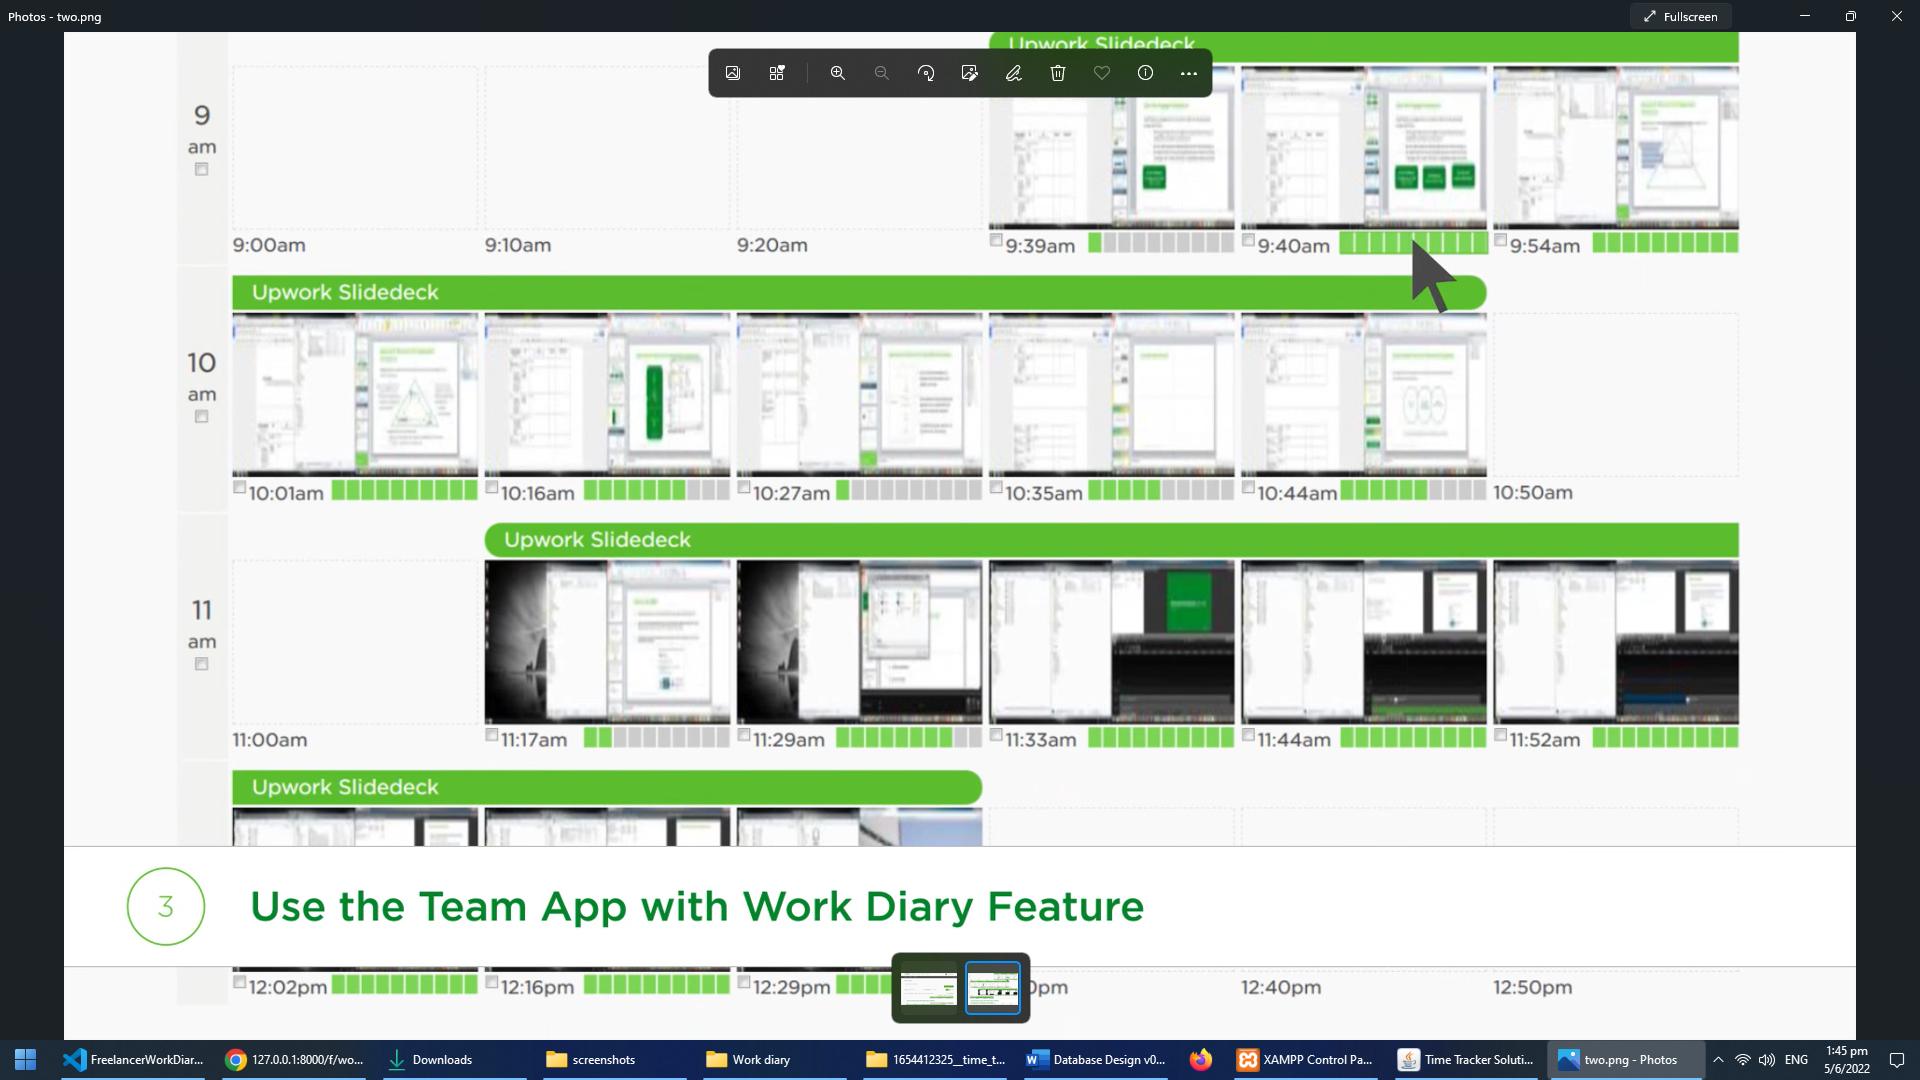 Photos - two.png
Fullscreen
Upwork Slidedeck
9
am
9:00am 9:10am 9:20am 9:39am 9:40am 9:54am
Upwork Slidedeck
10
am
10:01am 10:16am 10:27am 10:35am 10:44am 10:50am
Upwork Slidedeck
11
am
11:00am 11:17am 11:29am 11:33am 11:44am 11:52am
Upwork Slidedeck
3 Use the Team App with Work Diary Feature
12:02pm 12:16pm 12:29pm 0pm 12:40pm 12:50pm
FreelancerWorkDiar... 127.0.0.1:8000/f/wo... Downloads screenshots Work diary 1654412325__time_t... Database Design v0... XAMPP Control Pa... Time Tracker Soluti... two.png - Photos ENG 1:45 pm
5/6/2022